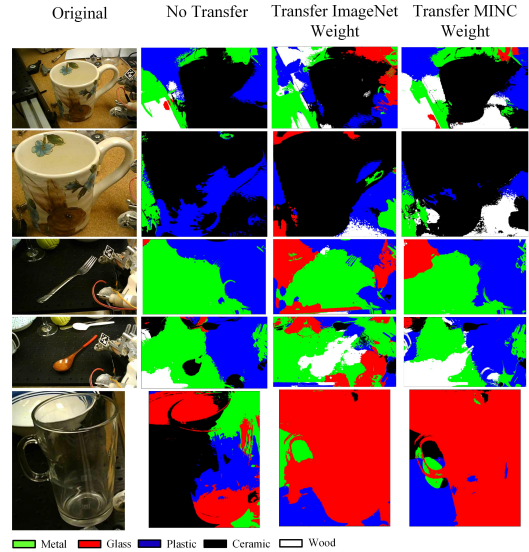 Original
No Transfer
Transfer ImageNet
Weight
Transfer MINC
Weight
Metal
Glass
Plastic
Ceramic
Wood